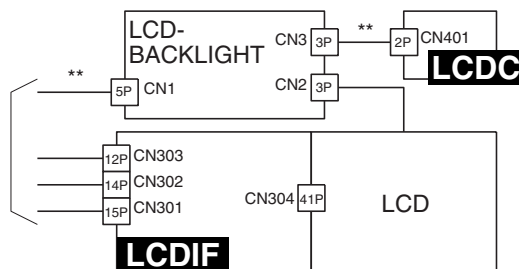 LCD-
BACKLIGHT
CN3
3P
**
2P
CN401
LCDC
**
5P
CN1
CN2
3P
12P
CN303
14P
CN302
15P
CN301
CN304
41P
LCD
LCDIF